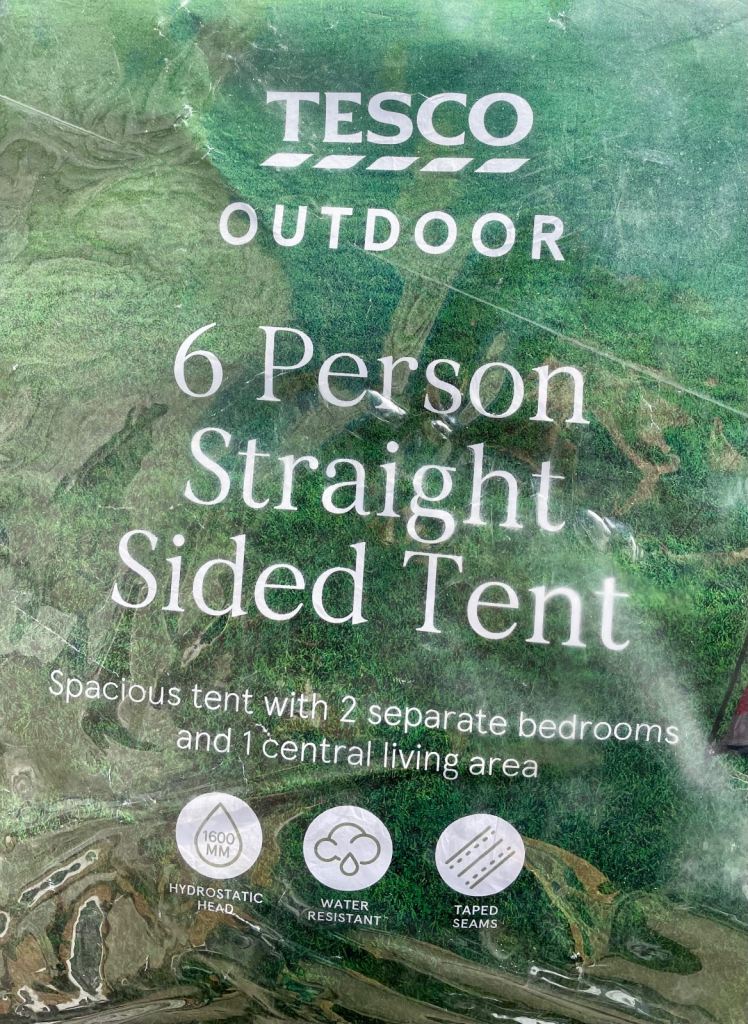 TESCO
OUTDOOR
6 Person
Straight
Sided Tent
Spacious tent with 2 separate bedrooms
and 1 central living area
1600
MM
HYDROSTATIC
HEAD
WATER
RESISTANT
TAPED
SEAMS